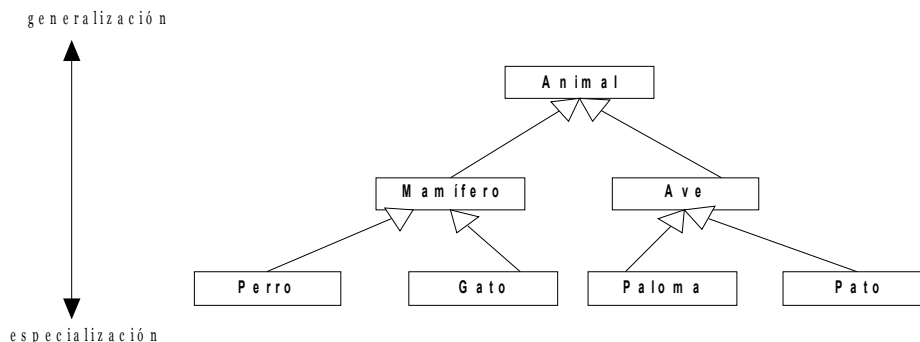 generalización
Animal
Mamífero Ave
Perro Gato Paloma Pato
especialización